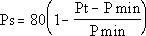 Ps = 80(1 - (Pt - P min) / P min)